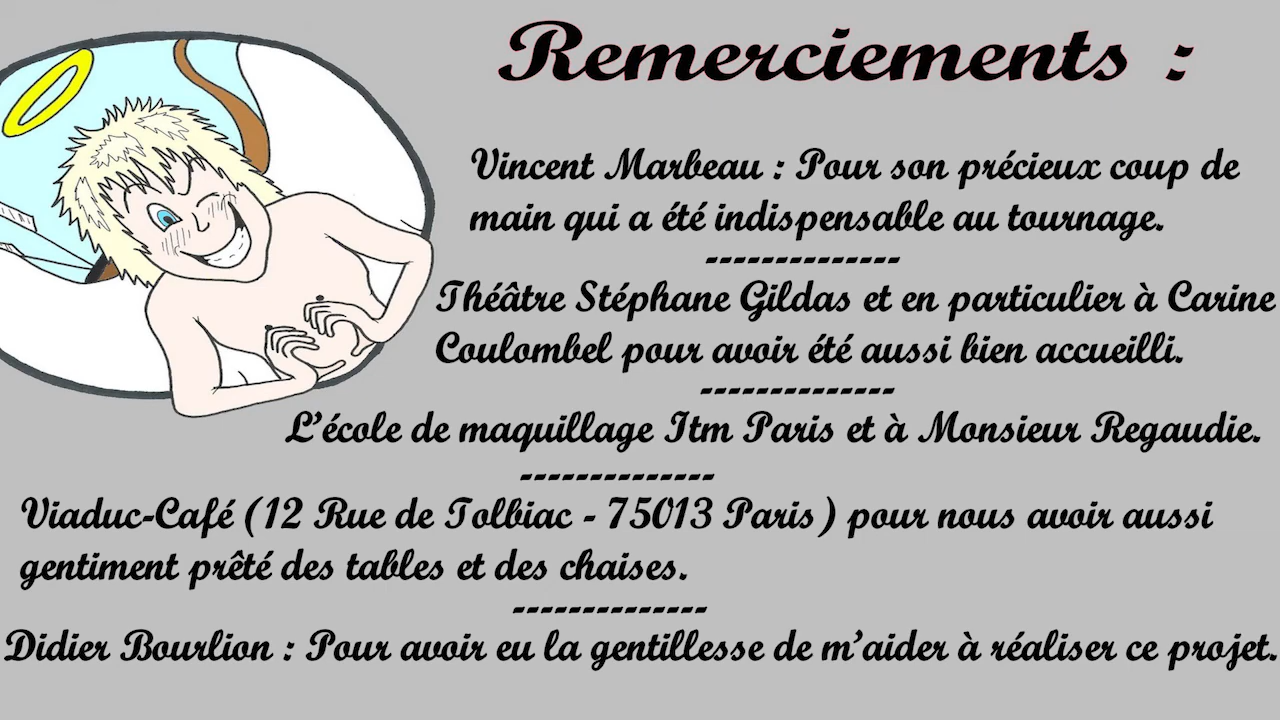 Remerciements :
Vincent Marbeau : Pour son précieux coup de
main qui a été indispensable au tournage.
--------------
Théâtre Stéphane Gildas et en particulier à Carine
Coulombel pour avoir été aussi bien accueilli.
--------------
L'école de maquillage Itm Paris et à Monsieur Regaudie.
--------------
Viaduc-Café (12 Rue de Tolbiac - 75013 Paris) pour nous avoir aussi
gentiment prêté des tables et des chaises.
--------------
Didier Bourlion : Pour avoir eu la gentillesse de m'aider à réaliser ce projet.